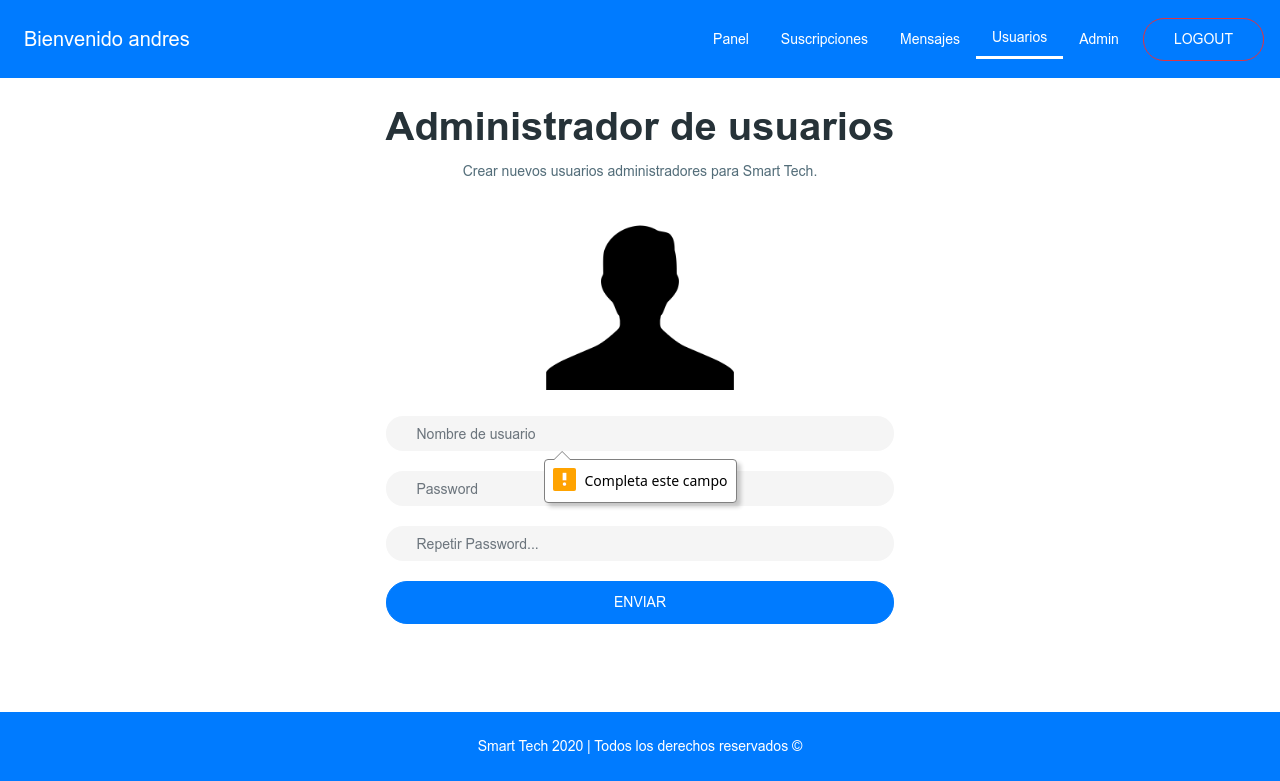 Bienvenido andres
Panel Suscripciones Mensajes Usuarios Admin LOGOUT
Administrador de usuarios
Crear nuevos usuarios administradores para Smart Tech.
Nombre de usuario
Completa este campo
Password
Repetir Password...
ENVIAR
Smart Tech 2020 | Todos los derechos reservados ©